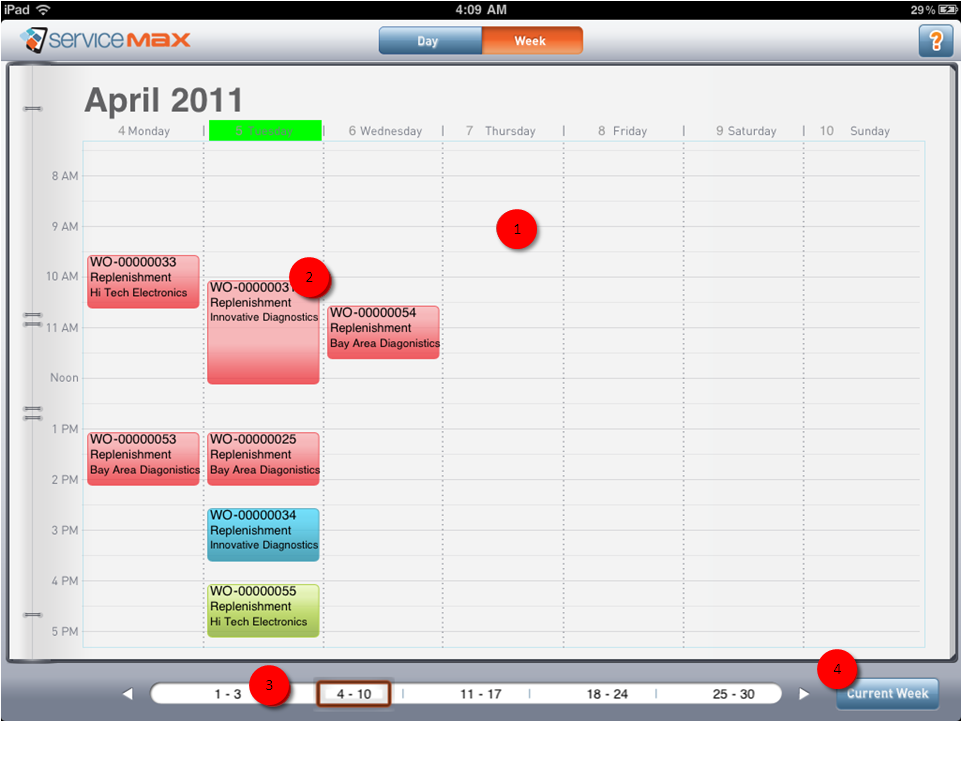 iPad 4:09 AM 29%
serviceMAX Day Week ?
April 2011
4 Monday 5 Tuesday 6 Wednesday 7 Thursday 8 Friday 9 Saturday 10 Sunday
8 AM
9 AM
1
10 AM
11 AM
Noon
1 PM
2 PM
3 PM
4 PM
5 PM
WO-00000033
Replenishment
Hi Tech Electronics
WO-00000053
Replenishment
Bay Area Diagonistics
2
Replenishment
Innovative Diagnostics
WO-00000025
Replenishment
Bay Area Diagonistics
WO-00000034
Replenishment
Innovative Diagnostics
WO-00000055
Replenishment
Hi Tech Electronics
WO-00000054
Replenishment
Bay Area Diagonistics
1 - 3 3 4 - 10 11 - 17 18 - 24 25 - 30 4 Current Week